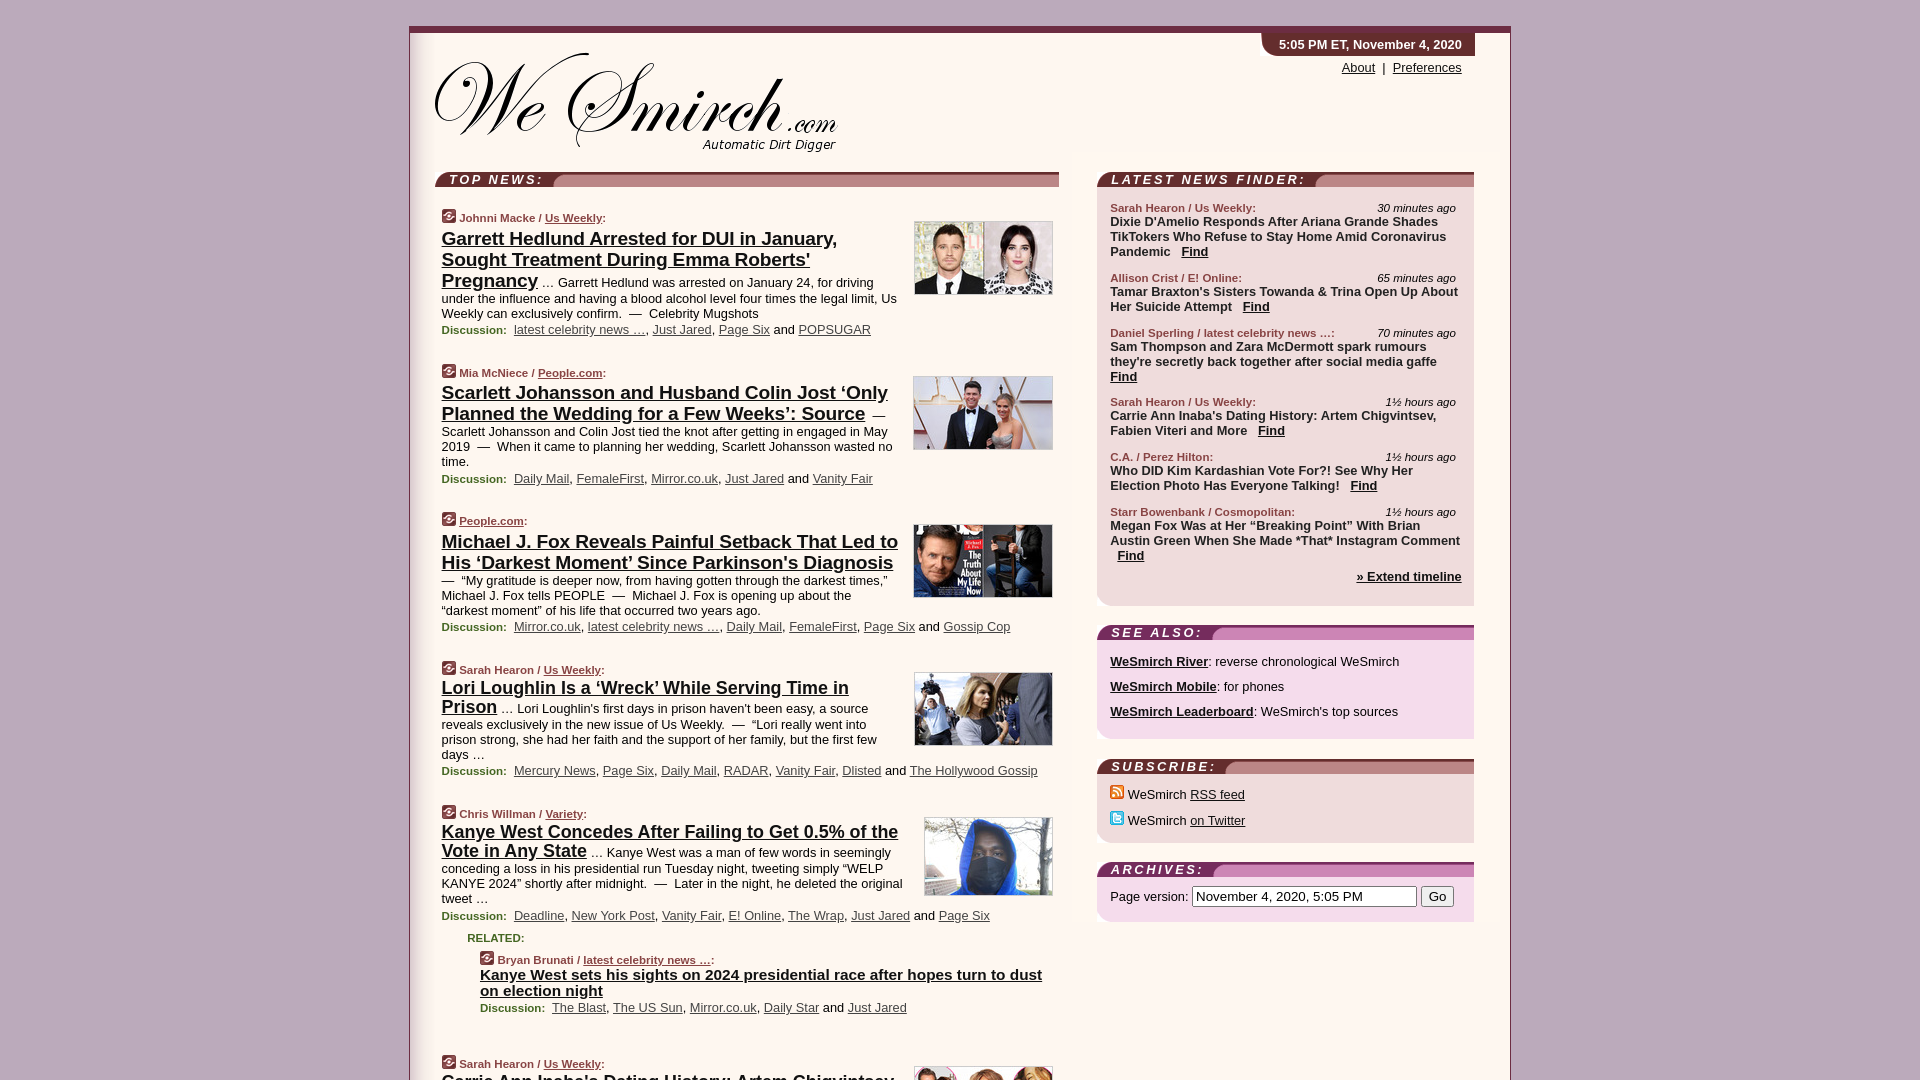 5:05 PM ET, November 4, 2020
About | Preferences
We Smirch .com
Automatic Dirt Digger
TOP NEWS:
Johnni Macke / Us Weekly:
Garrett Hedlund Arrested for DUI in January,
Sought Treatment During Emma Roberts'
Pregnancy … Garrett Hedlund was arrested on January 24, for driving
under the influence and having a blood alcohol level four times the legal limit, Us
Weekly can exclusively confirm. — Celebrity Mugshots
Discussion: latest celebrity news …, Just Jared, Page Six and POPSUGAR
Mia McNiece / People.com:
Scarlett Johansson and Husband Colin Jost ‘Only
Planned the Wedding for a Few Weeks’: Source —
Scarlett Johansson and Colin Jost tied the knot after getting in engaged in May
2019 — When it came to planning her wedding, Scarlett Johansson wasted no
time.
Discussion: Daily Mail, FemaleFirst, Mirror.co.uk, Just Jared and Vanity Fair
People.com:
Michael J. Fox Reveals Painful Setback That Led to
His ‘Darkest Moment’ Since Parkinson's Diagnosis
— “My gratitude is deeper now, from having gotten through the darkest times,”
Michael J. Fox tells PEOPLE — Michael J. Fox is opening up about the
“darkest moment” of his life that occurred two years ago.
The
Truth
About
My Life
Now
Discussion: Mirror.co.uk, latest celebrity news …, Daily Mail, FemaleFirst, Page Six and Gossip Cop
Sarah Hearon / Us Weekly:
Lori Loughlin Is a ‘Wreck’ While Serving Time in
Prison … Lori Loughlin's first days in prison haven't been easy, a source
reveals exclusively in the new issue of Us Weekly. — “Lori really went into
prison strong, she had her faith and the support of her family, but the first few
days …
Discussion: Mercury News, Page Six, Daily Mail, RADAR, Vanity Fair, Dlisted and The Hollywood Gossip
Chris Willman / Variety:
Kanye West Concedes After Failing to Get 0.5% of the
Vote in Any State … Kanye West was a man of few words in seemingly
conceding a loss in his presidential run Tuesday night, tweeting simply “WELP
KANYE 2024” shortly after midnight. — Later in the night, he deleted the original
tweet …
Discussion: Deadline, New York Post, Vanity Fair, E! Online, The Wrap, Just Jared and Page Six
RELATED:
Bryan Brunati / latest celebrity news …:
Kanye West sets his sights on 2024 presidential race after hopes turn to dust
on election night
Discussion: The Blast, The US Sun, Mirror.co.uk, Daily Star and Just Jared
Sarah Hearon / Us Weekly:
Carrie Ann Inaba's Dating History: Artem Chigvintsev,
LATEST NEWS FINDER:
Sarah Hearon / Us Weekly: 30 minutes ago
Dixie D'Amelio Responds After Ariana Grande Shades
TikTokers Who Refuse to Stay Home Amid Coronavirus
Pandemic Find
Allison Crist / E! Online: 65 minutes ago
Tamar Braxton's Sisters Towanda & Trina Open Up About
Her Suicide Attempt Find
Daniel Sperling / latest celebrity news …: 70 minutes ago
Sam Thompson and Zara McDermott spark rumours
they're secretly back together after social media gaffe
Find
Sarah Hearon / Us Weekly: 1½ hours ago
Carrie Ann Inaba's Dating History: Artem Chigvintsev,
Fabien Viteri and More Find
C.A. / Perez Hilton: 1½ hours ago
Who DID Kim Kardashian Vote For?! See Why Her
Election Photo Has Everyone Talking! Find
Starr Bowenbank / Cosmopolitan: 1½ hours ago
Megan Fox Was at Her “Breaking Point” With Brian
Austin Green When She Made *That* Instagram Comment
Find
» Extend timeline
SEE ALSO:
WeSmirch River: reverse chronological WeSmirch
WeSmirch Mobile: for phones
WeSmirch Leaderboard: WeSmirch's top sources
SUBSCRIBE:
WeSmirch RSS feed
WeSmirch on Twitter
ARCHIVES:
Page version: November 4, 2020, 5:05 PM Go